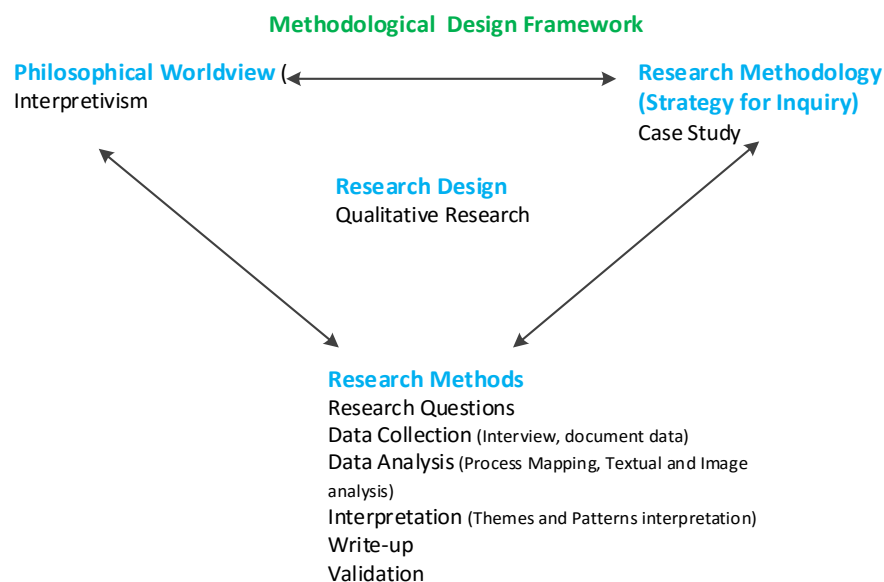 Methodological Design Framework
Philosophical Worldview (
Interpretivism
Research Methodology
(Strategy for Inquiry)
Case Study
Research Design
Qualitative Research
Research Methods
Research Questions
Data Collection (Interview, document data)
Data Analysis (Process Mapping, Textual and Image
analysis)
Interpretation (Themes and Patterns interpretation)
Write-up
Validation